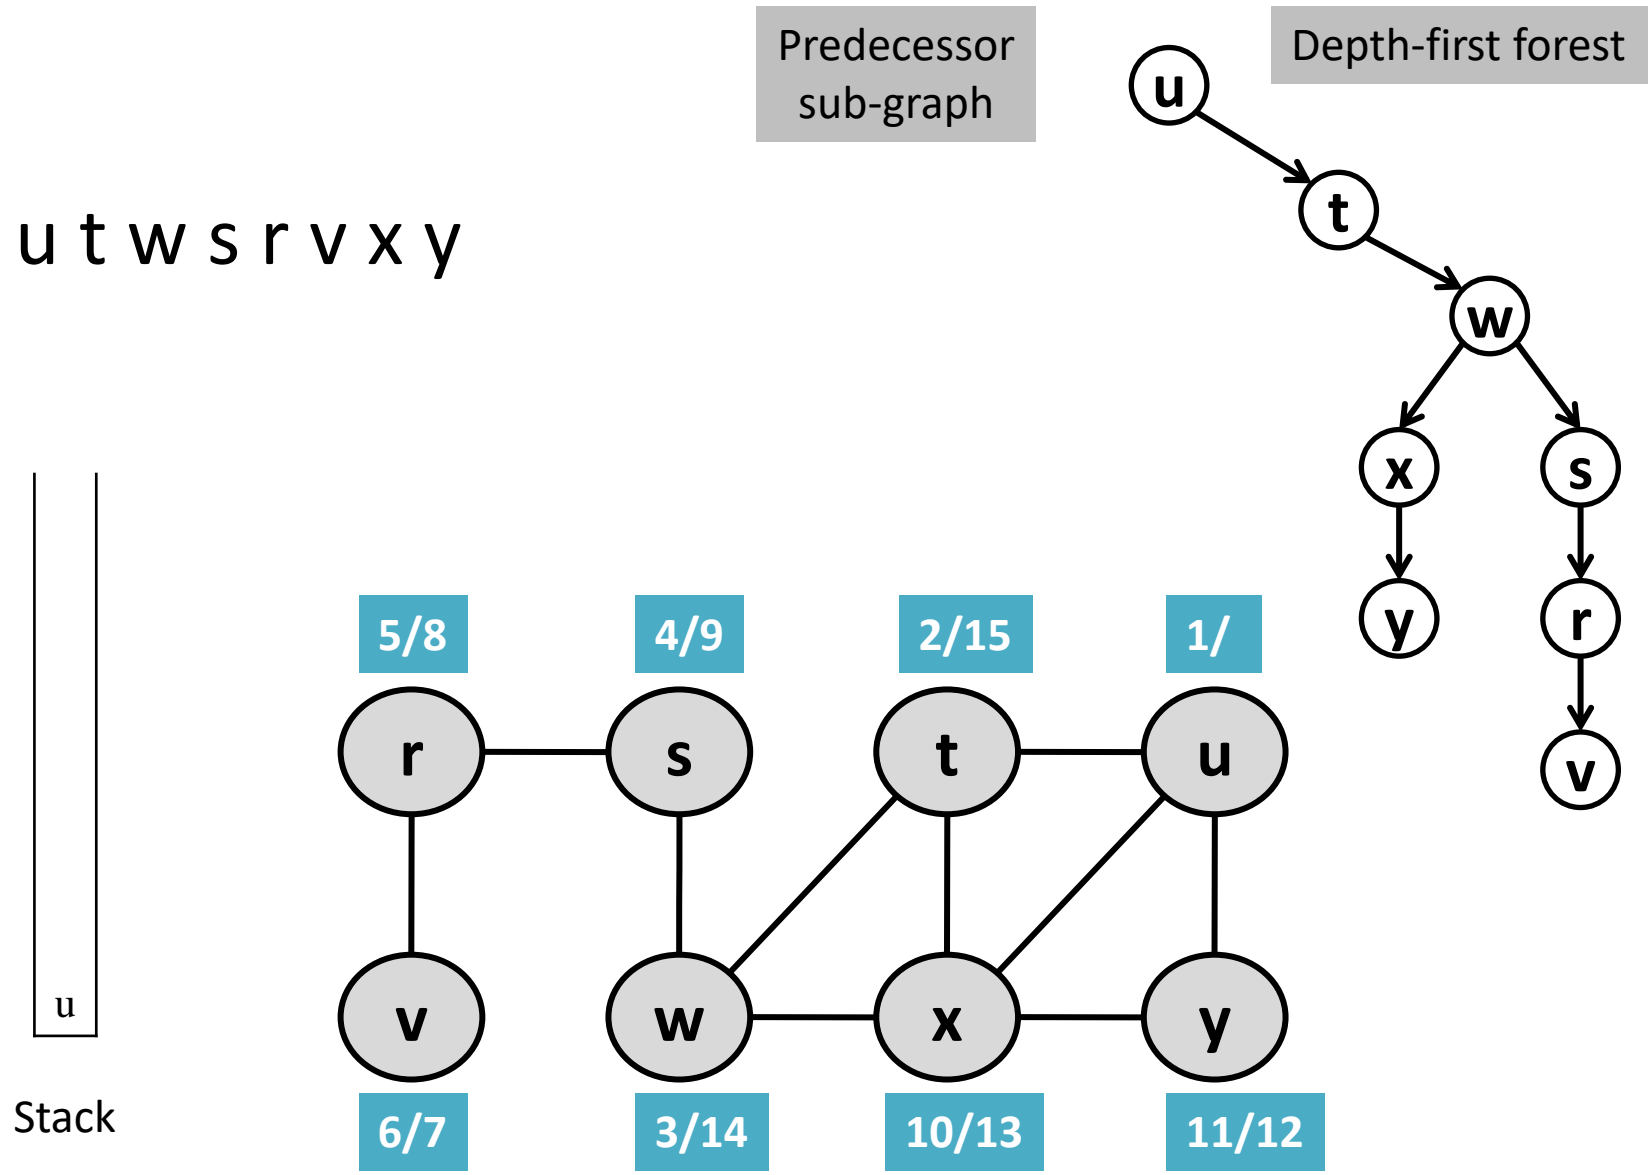 Predecessor
sub-graph
Depth-first forest
u
t
w
x
s
y
r
v
u t w s r v x y
5/8
4/9
2/15
1/
r
s
t
u
v
w
x
y
6/7
3/14
10/13
11/12
u
Stack